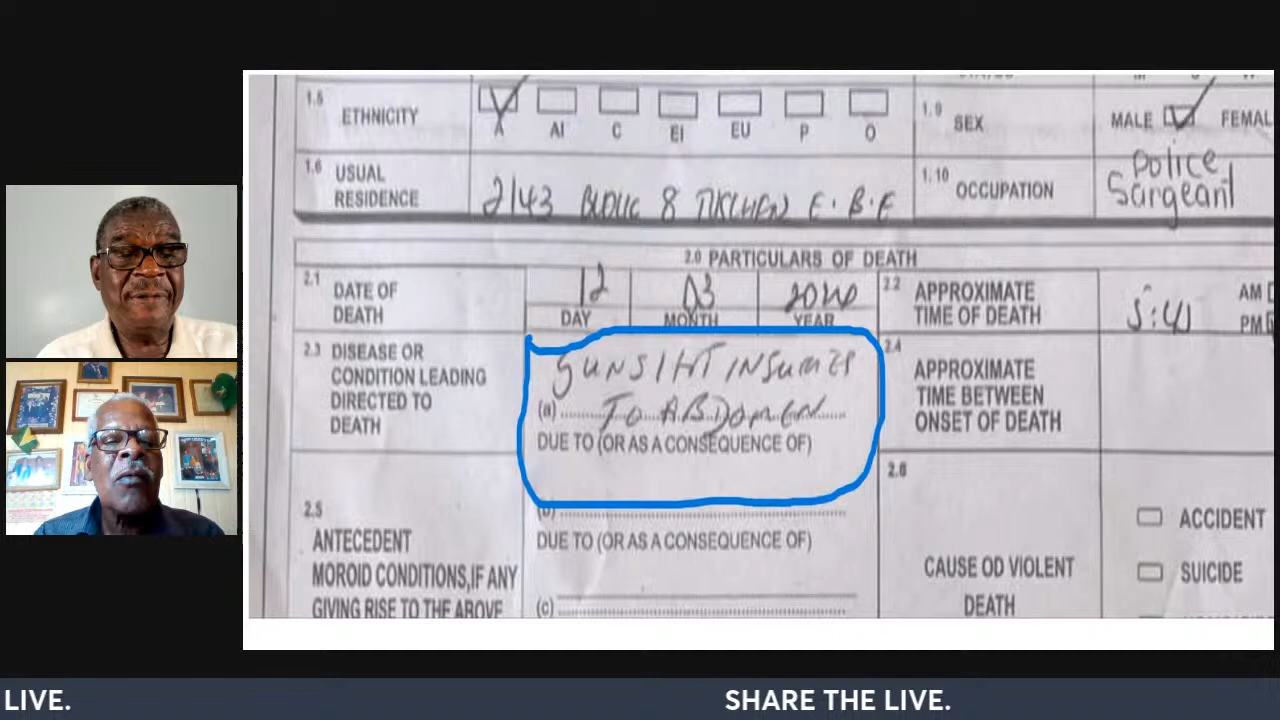 1.5 ETHNICITY A AI C EI EU P O 1.9 SEX MALE FEMAL
1.6 USUAL RESIDENCE 2143 8 E.B.E 1.10 OCCUPATION Police Sargeant
2.0 PARTICULARS OF DEATH
2.1 DATE OF DEATH 12 03 DAY MONTH YEAR 2.2 APPROXIMATE TIME OF DEATH 5:41 AM PM
2.3 DISEASE OR CONDITION LEADING DIRECTED TO DEATH
(a) TO ABDOMEN
DUE TO (OR AS A CONSEQUENCE OF)
2.4 APPROXIMATE TIME BETWEEN ONSET OF DEATH
2.5 ANTECEDENT MOROID CONDITIONS,IF ANY GIVING RISE TO THE ABOVE
(b)
DUE TO (OR AS A CONSEQUENCE OF)
(c)
2.6 CAUSE OD VIOLENT DEATH
ACCIDENT
SUICIDE
LIVE.
SHARE THE LIVE.